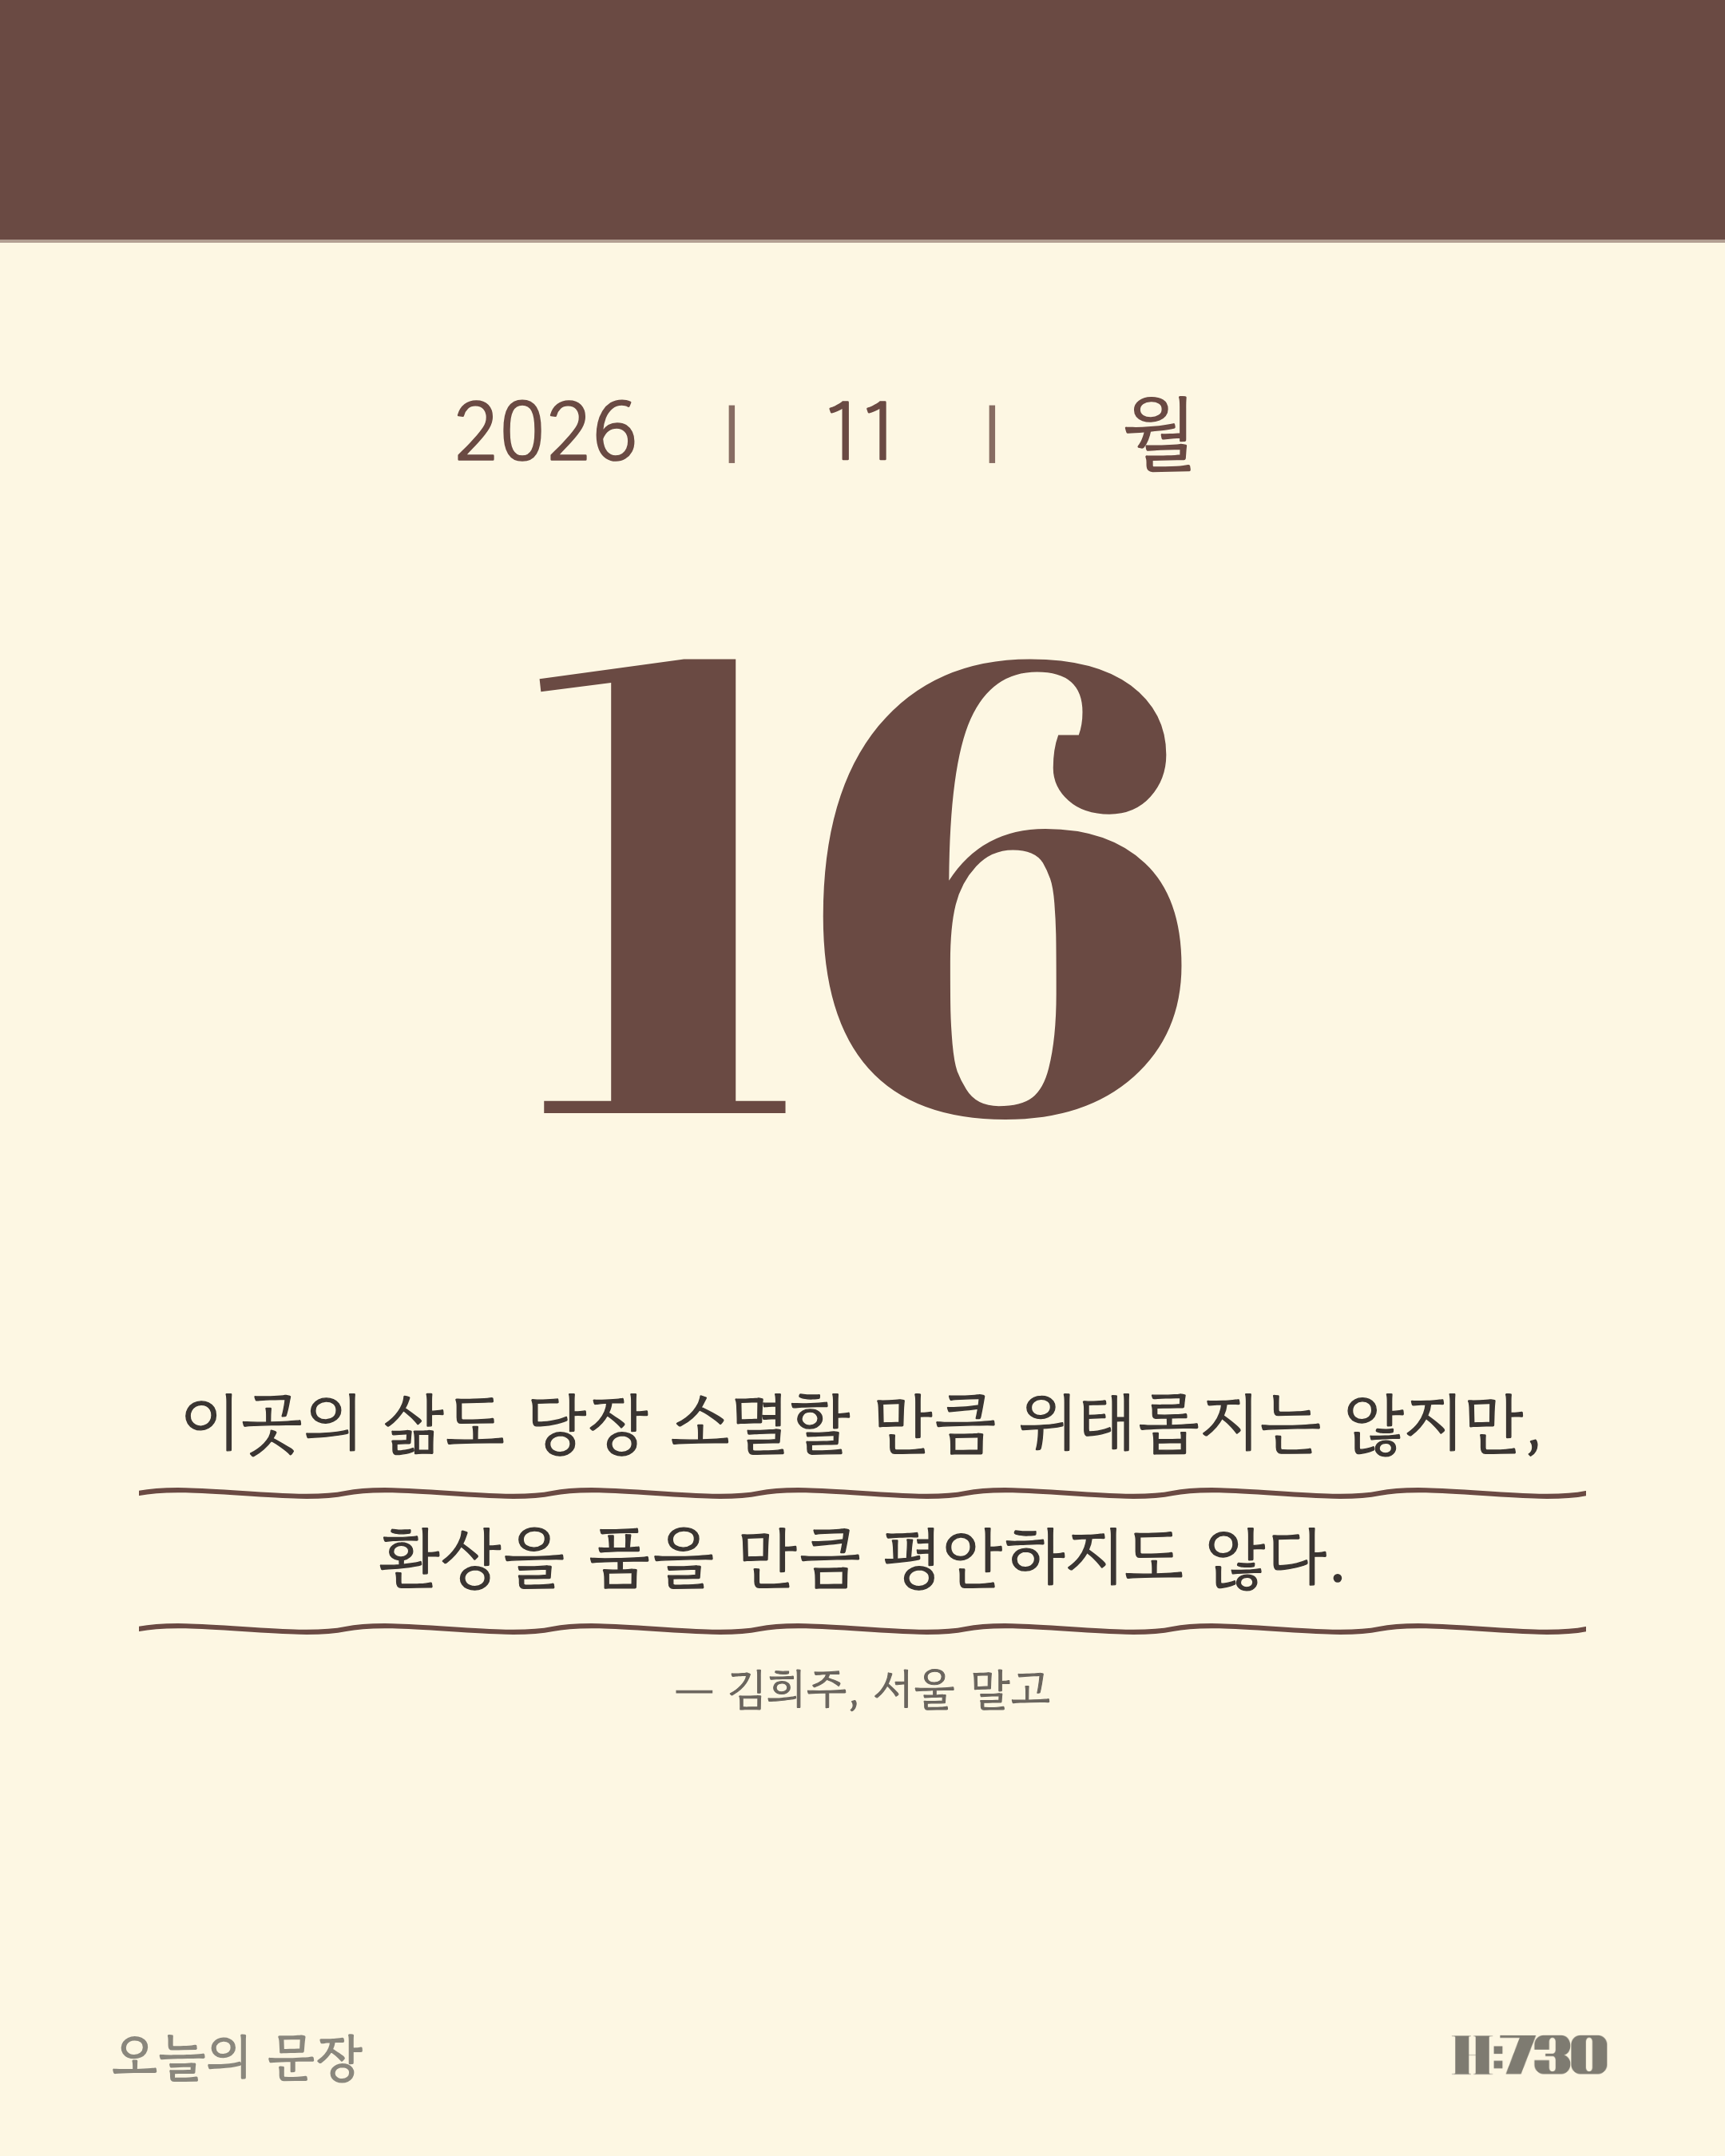 2026 | 11 | 월
16
이곳의 삶도 당장 소멸할 만큼 위태롭지는 않지만,
환상을 품을 만큼 평안하지도 않다.
— 김희주, 서울 말고
오늘의 문장
H:730